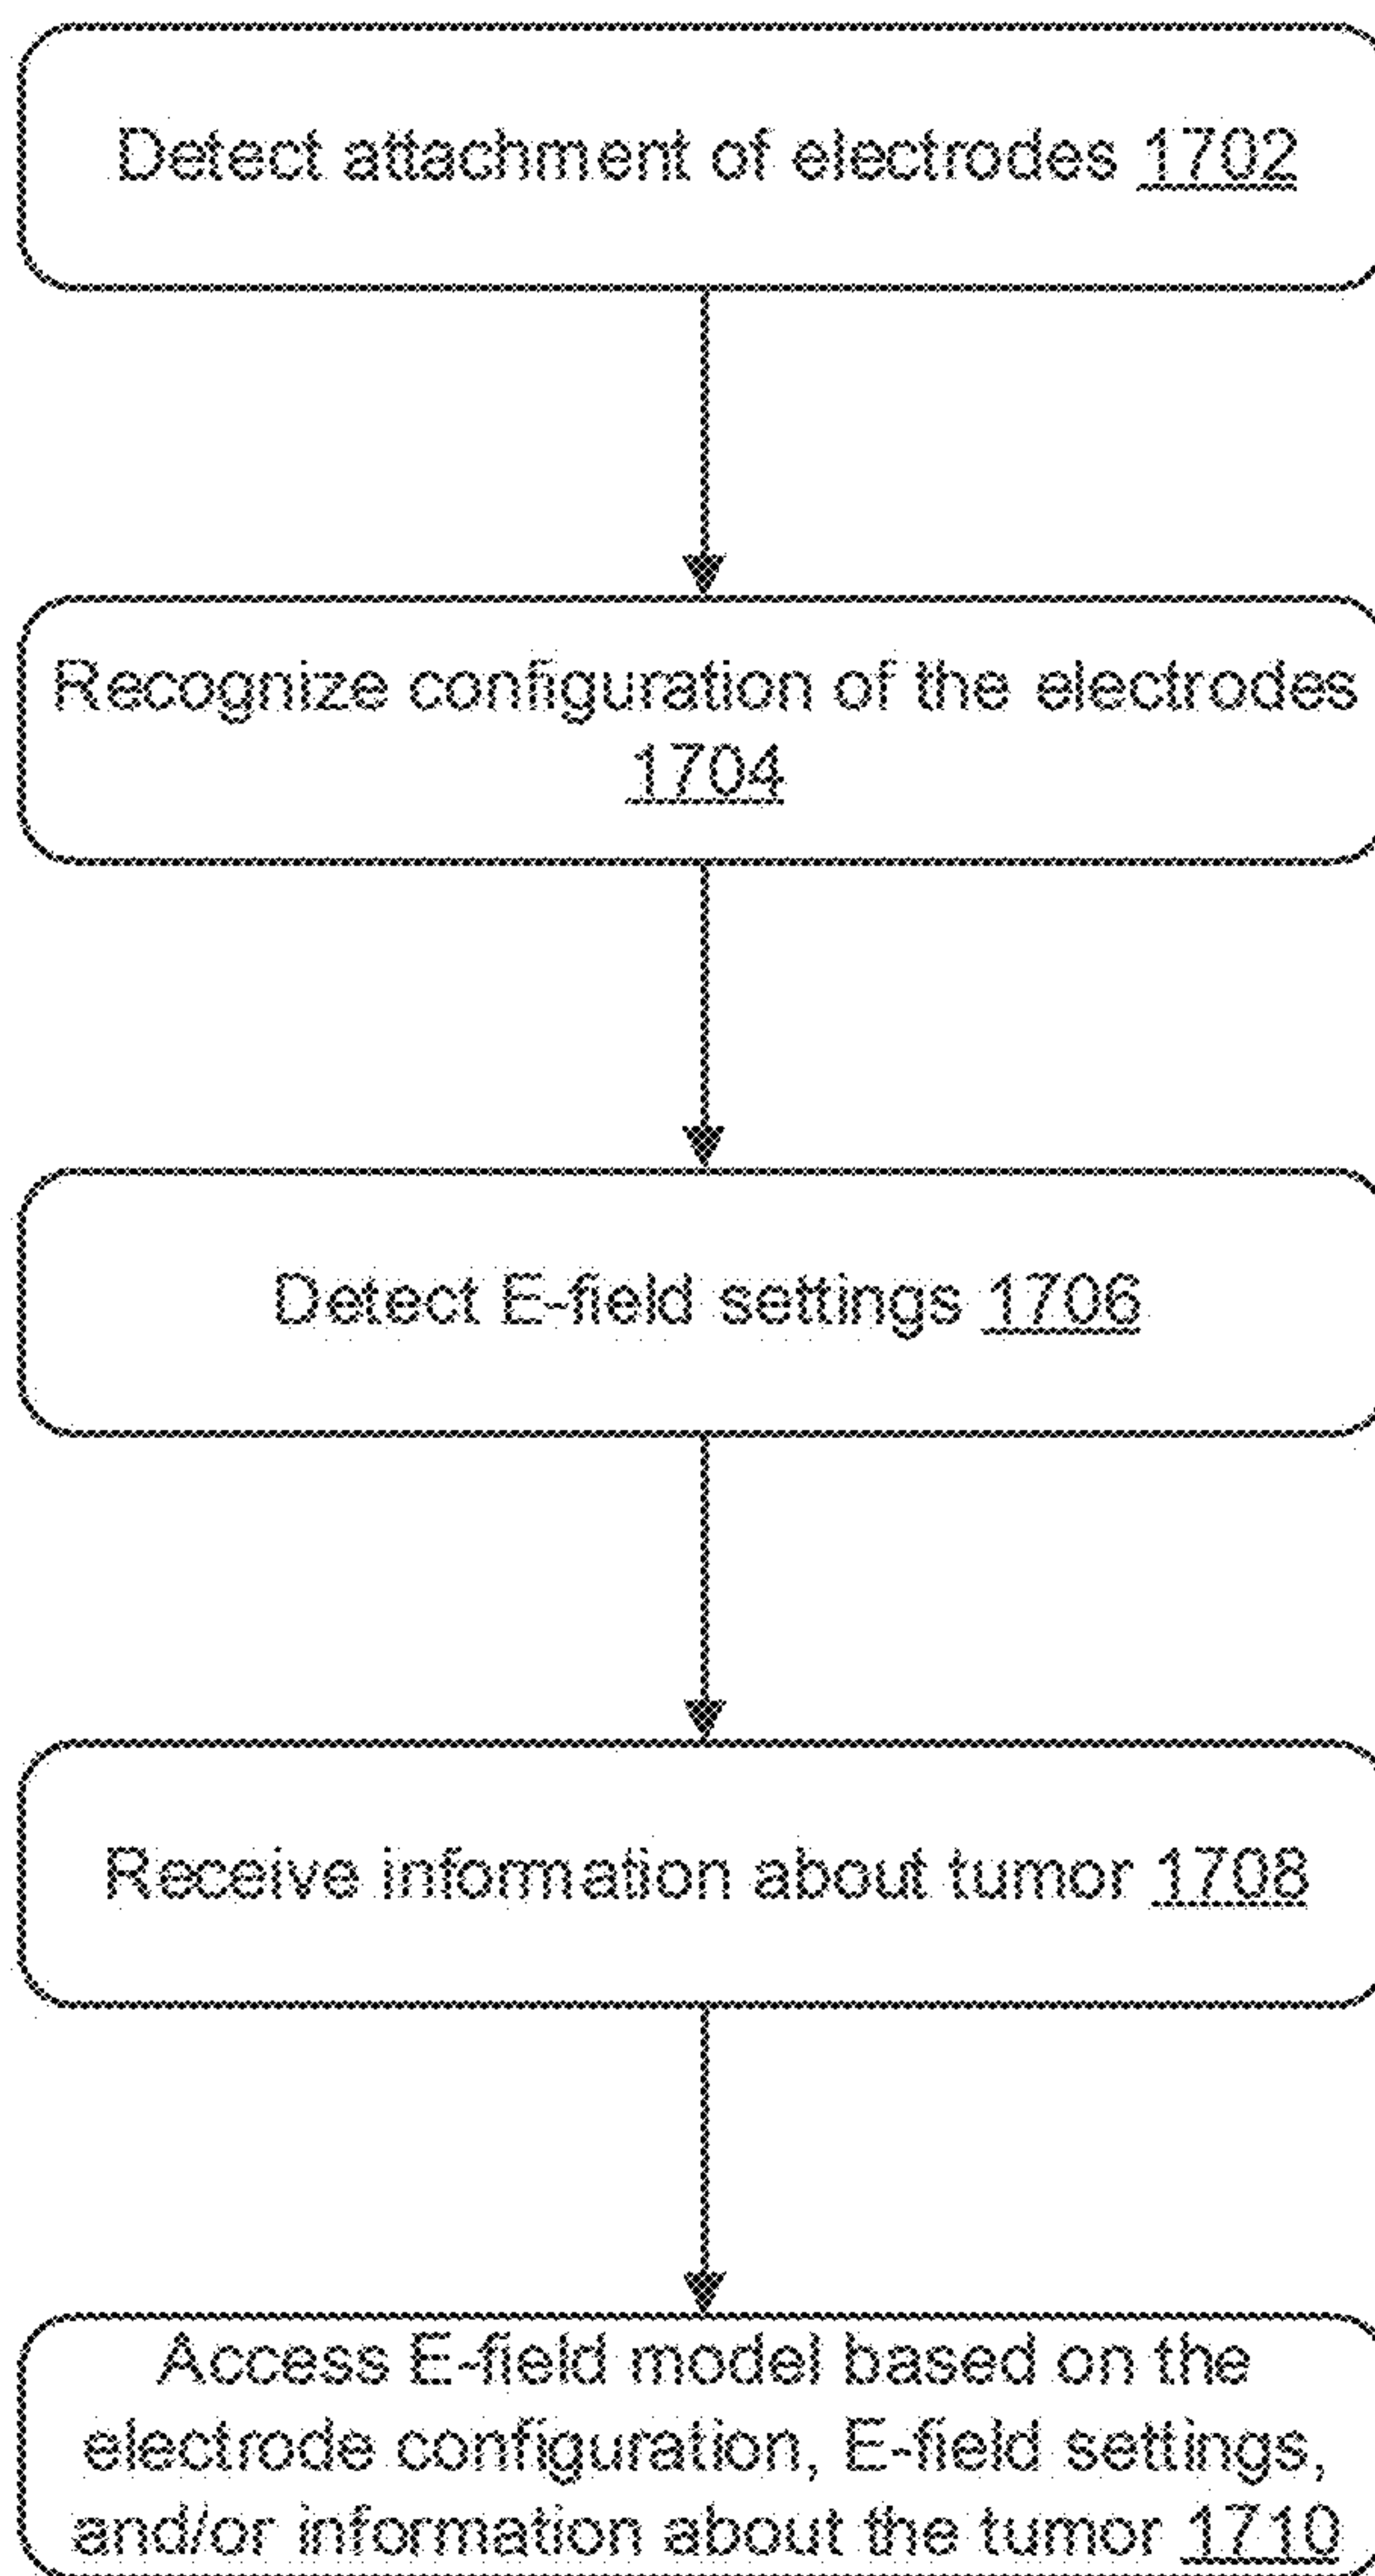 Detect attachment of electrodes 1702
Recognize configuration of the electrodes
1704
Detect E-field settings 1706
Receive information about tumor 1708
Access E-field model based on the
electrode configuration, E-field settings,
and/or information about the tumor 1710